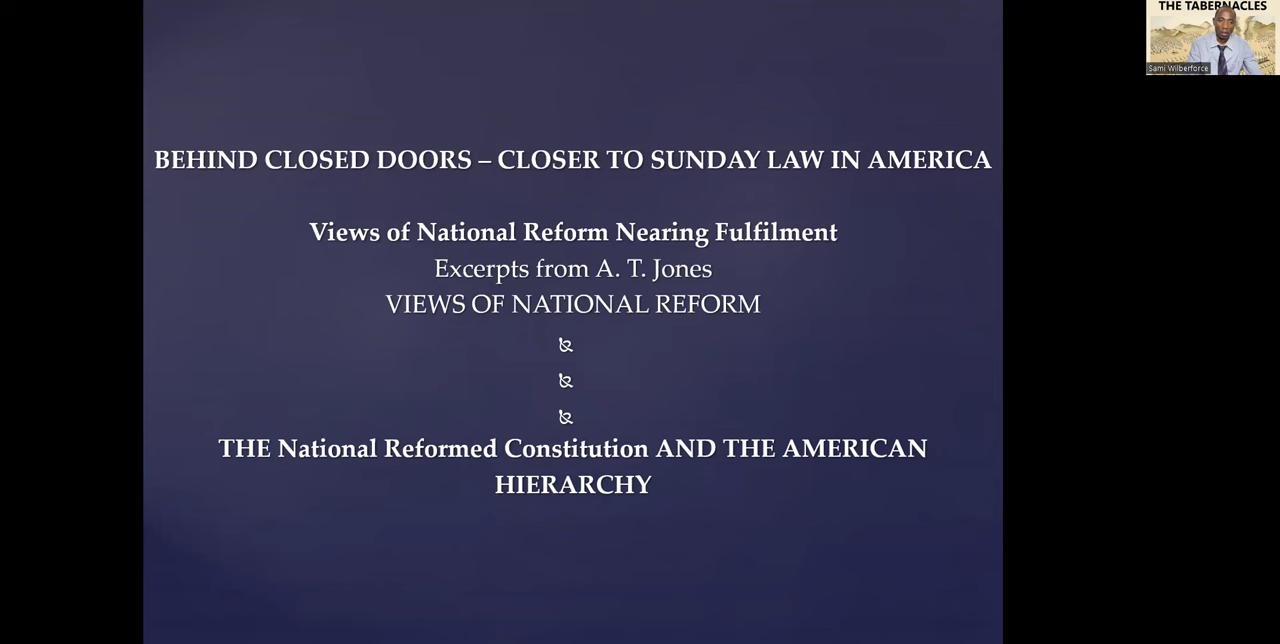 THE TABERNACLES
Sami Wilberforce
BEHIND CLOSED DOORS – CLOSER TO SUNDAY LAW IN AMERICA
Views of National Reform Nearing Fulfilment
Excerpts from A. T. Jones
VIEWS OF NATIONAL REFORM
THE National Reformed Constitution AND THE AMERICAN
HIERARCHY